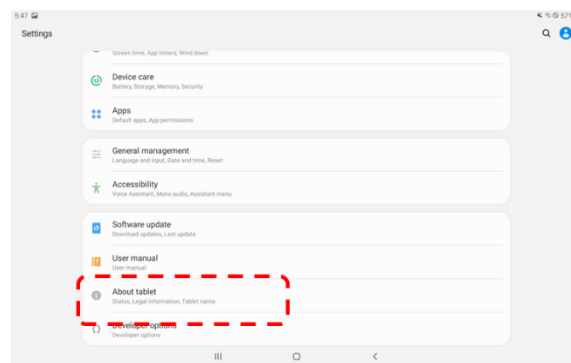 5:47
Settings
Screen time, App timers, Wind down
Device care
Battery, Storage, Memory, Security
Apps
Default apps, App permissions
General management
Language and input, Date and time, Reset
Accessibility
Voice Assistant, Mono audio, Assistant menu
Software update
Download updates, Last update
User manual
User manual
About tablet
Status, Legal information, Tablet name
Developer options
Developer options